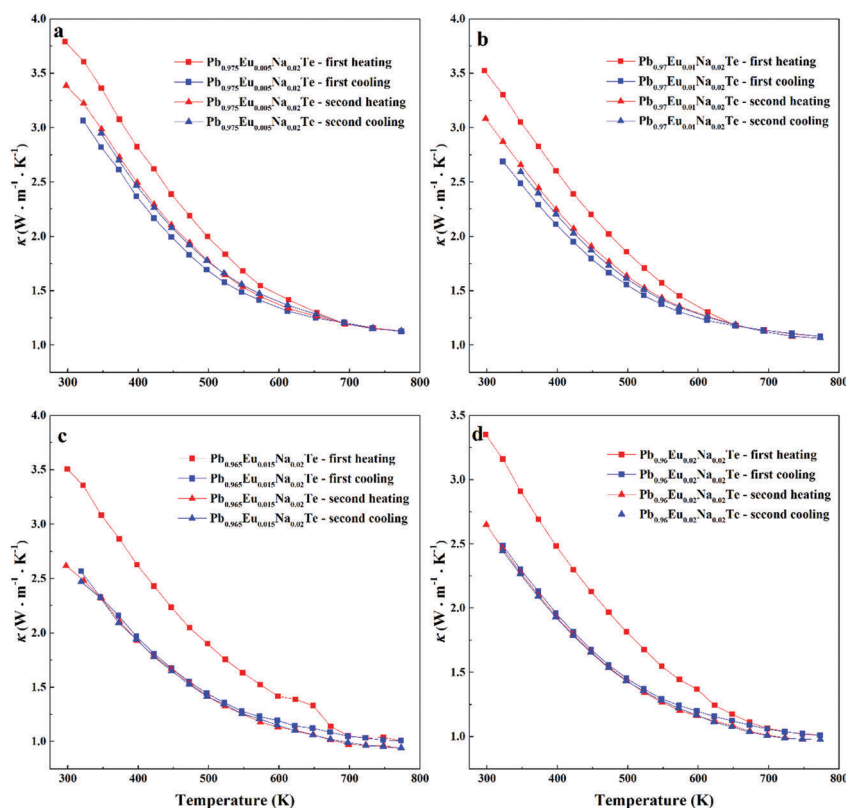 a
Pb0.975Eu0.005Na0.02Te - first heating
Pb0.975Eu0.005Na0.02Te - first cooling
Pb0.975Eu0.005Na0.02Te - second heating
Pb0.975Eu0.005Na0.02Te - second cooling
4.0
3.5
3.0
2.5
2.0
1.5
1.0
κ (W · m⁻¹ · K⁻¹)
300 400 500 600 700 800
b
Pb0.97Eu0.01Na0.02Te - first heating
Pb0.97Eu0.01Na0.02Te - first cooling
Pb0.97Eu0.01Na0.02Te - second heating
Pb0.97Eu0.01Na0.02Te - second cooling
4.0
3.5
3.0
2.5
2.0
1.5
1.0
κ (W · m⁻¹ · K⁻¹)
300 400 500 600 700 800
c
Pb0.965Eu0.015Na0.02Te - first heating
Pb0.965Eu0.015Na0.02Te - first cooling
Pb0.965Eu0.015Na0.02Te - second heating
Pb0.965Eu0.015Na0.02Te - second cooling
4.0
3.5
3.0
2.5
2.0
1.5
1.0
κ (W · m⁻¹ · K⁻¹)
300 400 500 600 700 800
Temperature (K)
d
Pb0.96Eu0.02Na0.02Te - first heating
Pb0.96Eu0.02Na0.02Te - first cooling
Pb0.96Eu0.02Na0.02Te - second heating
Pb0.96Eu0.02Na0.02Te - second cooling
3.5
3.0
2.5
2.0
1.5
1.0
κ (W · m⁻¹ · K⁻¹)
300 400 500 600 700 800
Temperature (K)